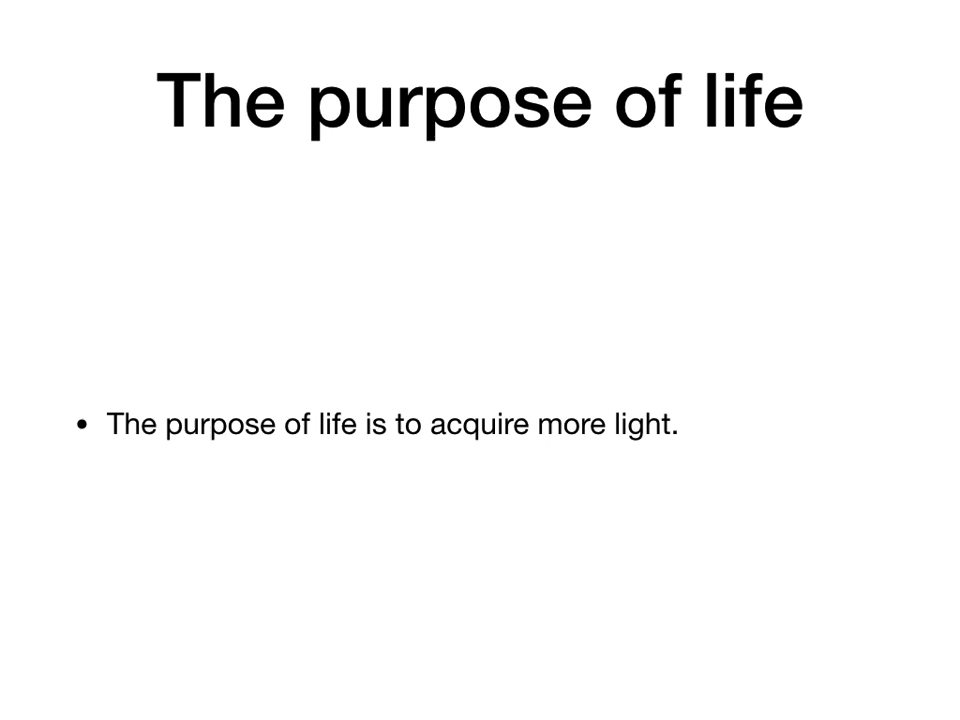 The purpose of life
• The purpose of life is to acquire more light.